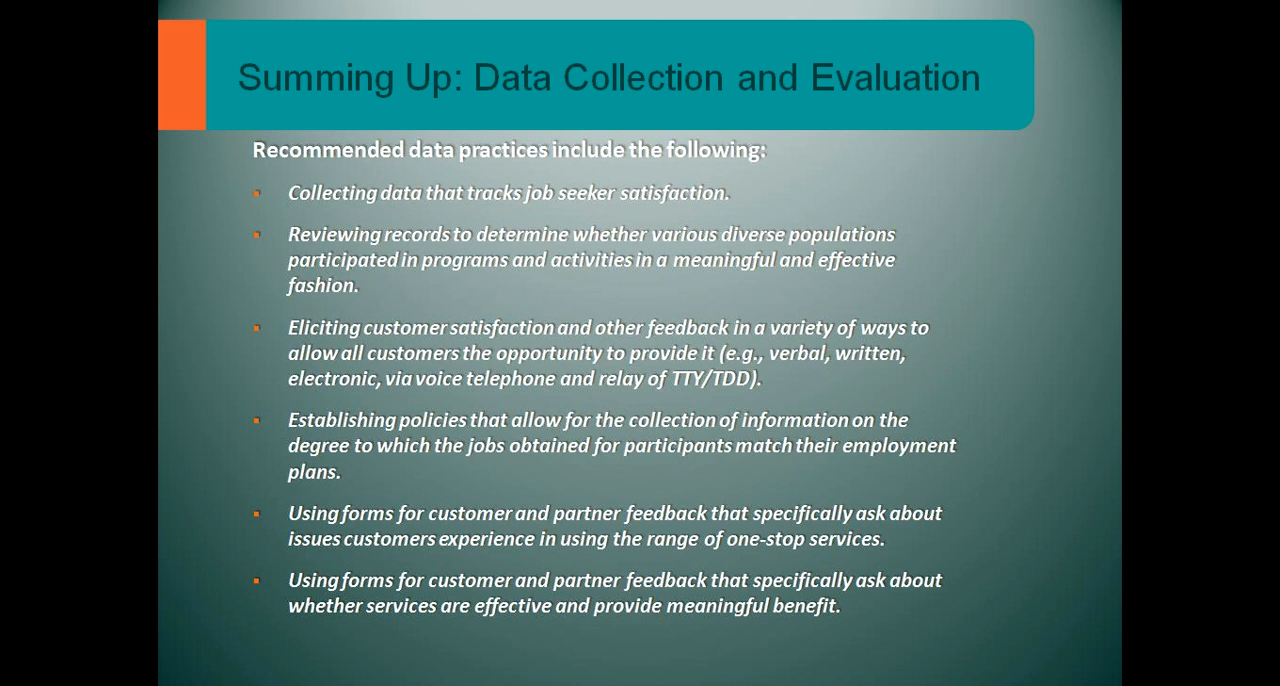 Summing Up: Data Collection and Evaluation
Recommended data practices include the following:
Collecting data that tracks job seeker satisfaction.
Reviewing records to determine whether various diverse populations
participated in programs and activities in a meaningful and effective
fashion.
Eliciting customer satisfaction and other feedback in a variety of ways to
allow all customers the opportunity to provide it (e.g., verbal, written,
electronic, via voice telephone and relay of TTY/TDD).
Establishing policies that allow for the collection of information on the
degree to which the jobs obtained for participants match their employment
plans.
Using forms for customer and partner feedback that specifically ask about
issues customers experience in using the range of one-stop services.
Using forms for customer and partner feedback that specifically ask about
whether services are effective and provide meaningful benefit.